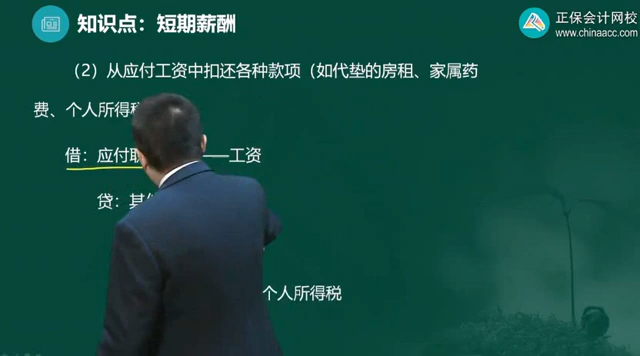 知识点：短期薪酬
正保会计网校
www.chinaacc.com
（2）从应付工资中扣还各种款项（如代垫的房租、家属药
费、个人所得税
借：应付职——工资
贷：其
个人所得税